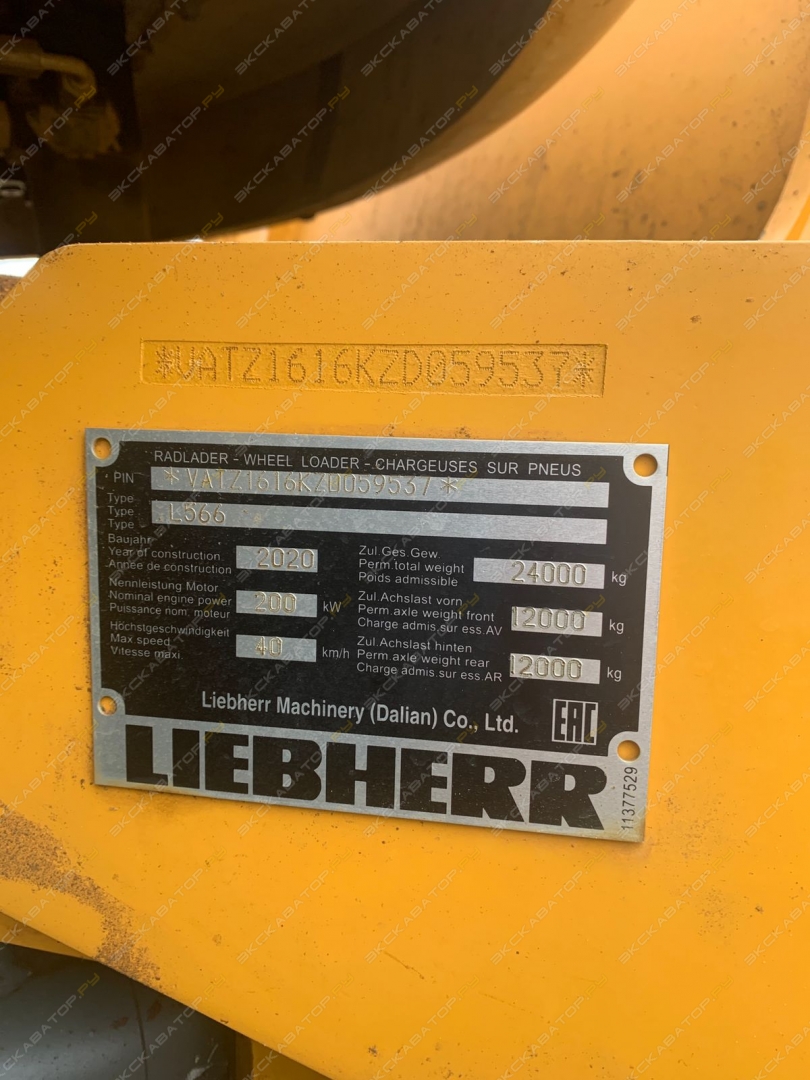 *VATZ1616KZD059537*
RADLADER - WHEEL LOADER - CHARGEUSES SUR PNEUS
PIN *VATZ1616KZD059537*
Type
Type L566
Type
Baujahr
Year of construction 2020
Année de construction
Nennleistung Motor
Nominal engine power 200 kW
Puissance nom. moteur
Höchstgeschwindigkeit
Max speed 40 km/h
Vitesse maxi
Zul.Ges.Gew.
Perm.total weight 24000 kg
Poids admissible
Zul.Achslast vorn
Perm.axle weight front 12000 kg
Charge admis.sur ess.AV
Zul.Achslast hinten
Perm.axle weight rear 12000 kg
Charge admis.sur ess.AR
Liebherr Machinery (Dalian) Co., Ltd.
EAC
LIEBHERR
11377529
ЭКСКАВАТОР.РУ